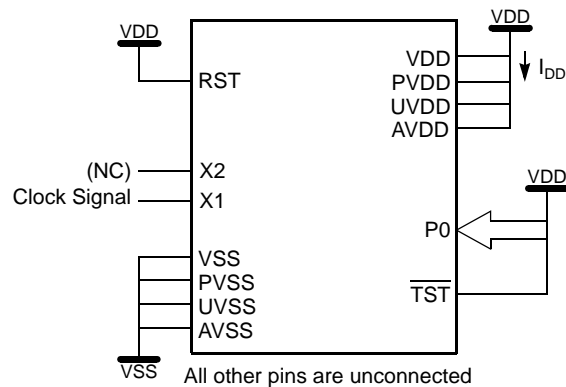 VDD
RST
(NC)
X2
Clock Signal
X1
VSS
PVSS
UVSS
AVSS
VSS
VDD
VDD
PVDD
UVDD
AVDD
IDD
VDD
P0
TST
All other pins are unconnected